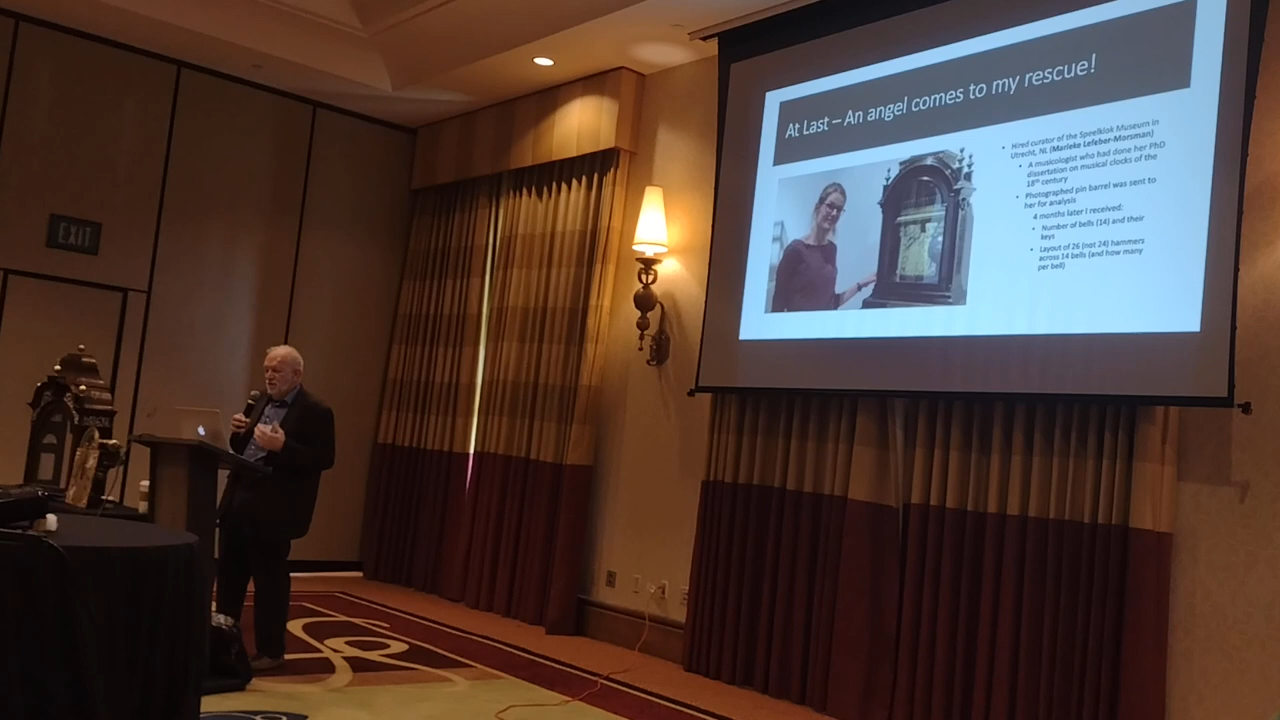 EXIT
At Last – An angel comes to my rescue!
• Hired curator of the Speelklok Museum in
Utrecht, NL (Marieke Lefeber-Morsman)
• A musicologist who had done her PhD
dissertation on musical clocks of the
18th century
• Photographed pin barrel was sent to
her for analysis
4 months later I received:
• Number of bells (14) and their
keys
• Layout of 26 (not 24) hammers
across 14 bells (and how many
per bell)